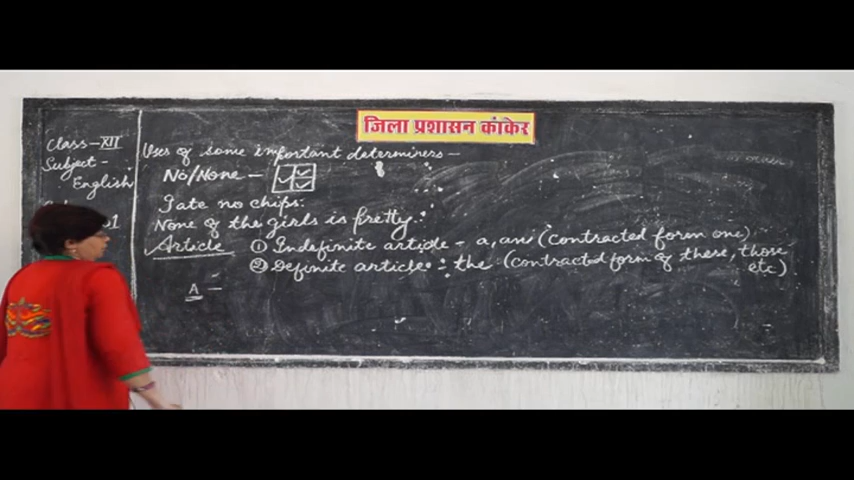 जिला प्रशासन कांकेर
Class-XII
Subject-
English
1
Uses of some important determiners-
No/None -
I ate no chips.
None of the girls is pretty.
Article ① Indefinite article - a, an (contracted form one)
② Definite article :- the (contracted form of these, those
etc)
A -